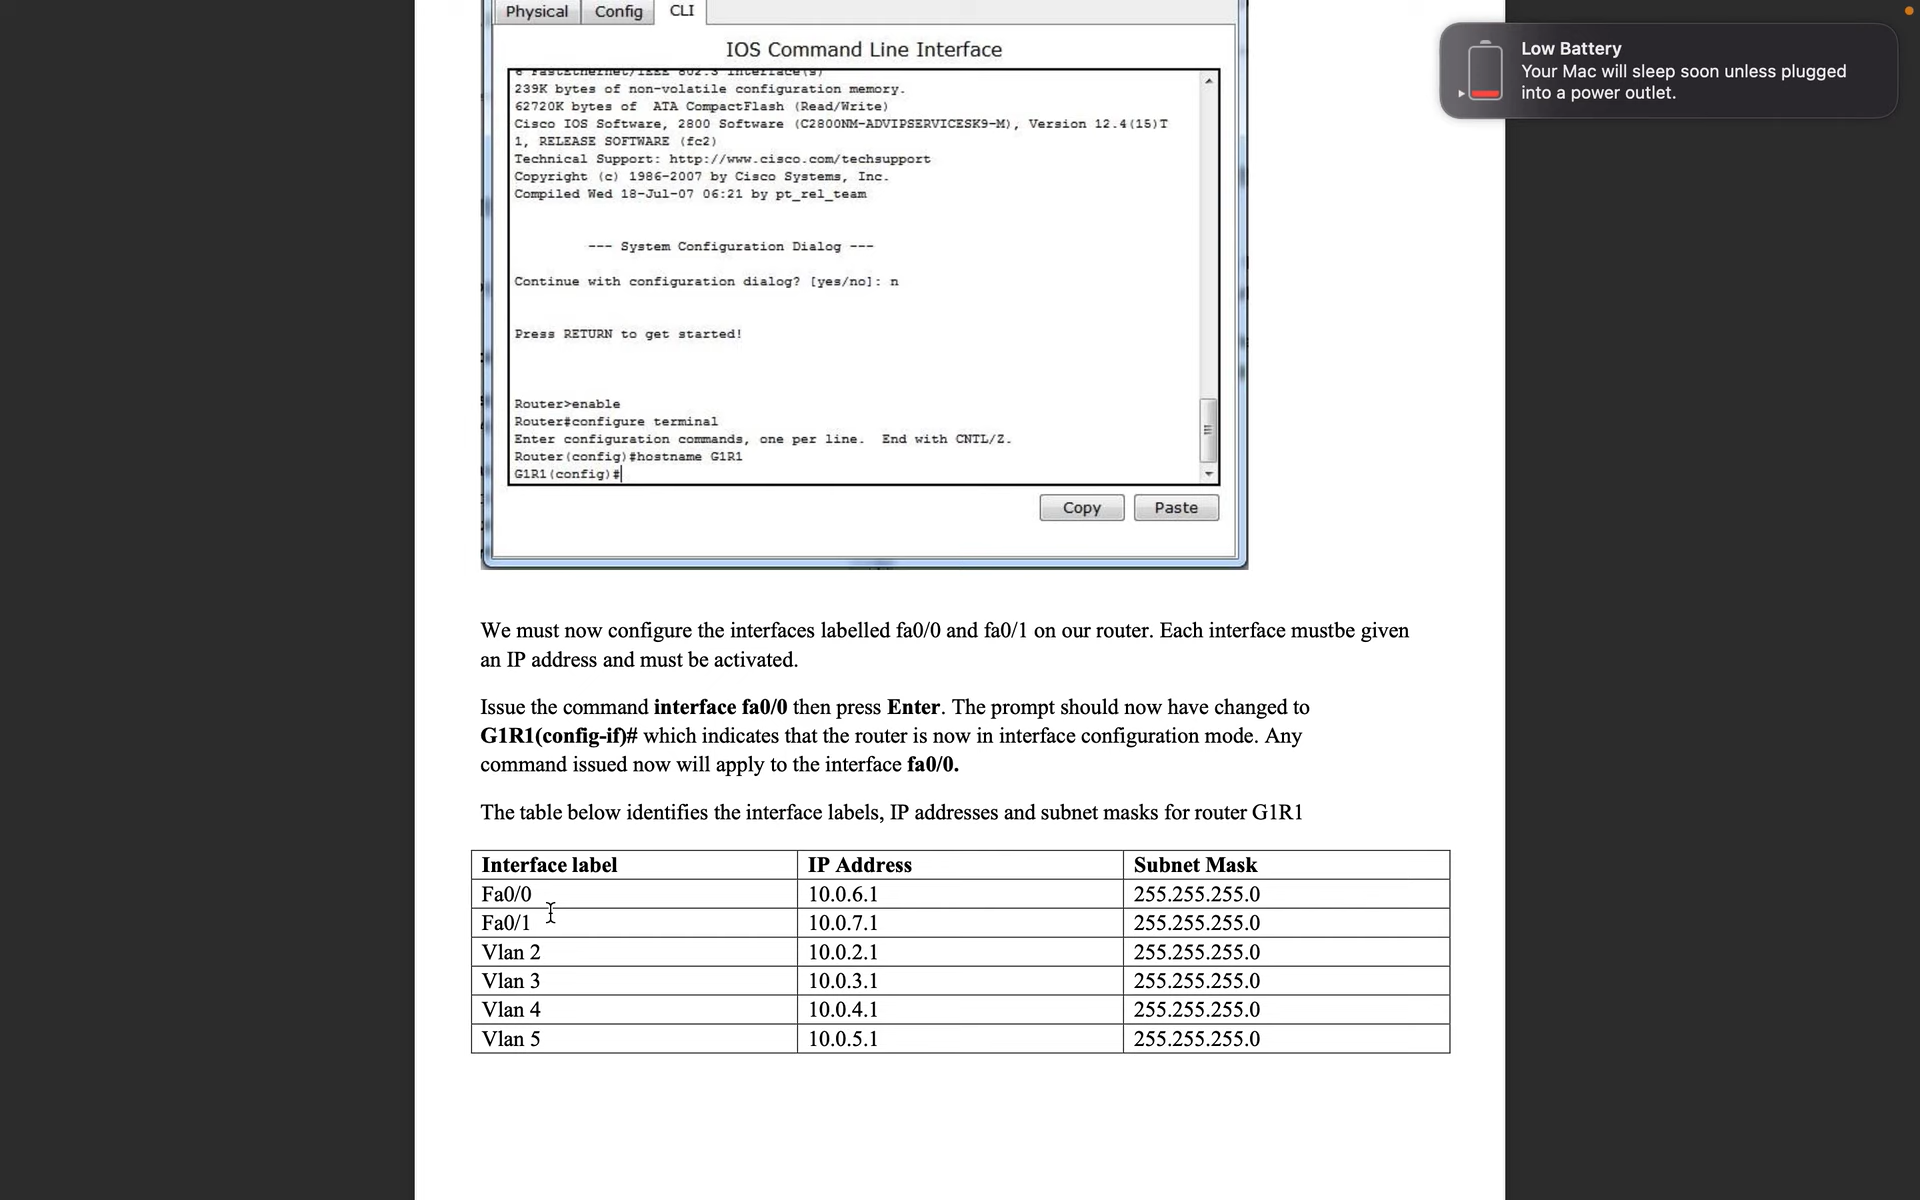 Physical Config CLI
IOS Command Line Interface
6 FastEthernet/IEEE 802.3 interface(s)
239K bytes of non-volatile configuration memory.
62720K bytes of ATA CompactFlash (Read/Write)
Cisco IOS Software, 2800 Software (C2800NM-ADVIPSERVICESK9-M), Version 12.4(15)T
1, RELEASE SOFTWARE (fc2)
Technical Support: http://www.cisco.com/techsupport
Copyright (c) 1986-2007 by Cisco Systems, Inc.
Compiled Wed 18-Jul-07 06:21 by pt_rel_team
--- System Configuration Dialog ---
Continue with configuration dialog? [yes/no]: n
Press RETURN to get started!
Router>enable
Router#configure terminal
Enter configuration commands, one per line. End with CNTL/Z.
Router(config)#hostname G1R1
G1R1(config)#
Copy Paste
Low Battery
Your Mac will sleep soon unless plugged
into a power outlet.
We must now configure the interfaces labelled fa0/0 and fa0/1 on our router. Each interface mustbe given
an IP address and must be activated.
Issue the command interface fa0/0 then press Enter. The prompt should now have changed to
G1R1(config-if)# which indicates that the router is now in interface configuration mode. Any
command issued now will apply to the interface fa0/0.
The table below identifies the interface labels, IP addresses and subnet masks for router G1R1
Interface label IP Address Subnet Mask
Fa0/0 10.0.6.1 255.255.255.0
Fa0/1 10.0.7.1 255.255.255.0
Vlan 2 10.0.2.1 255.255.255.0
Vlan 3 10.0.3.1 255.255.255.0
Vlan 4 10.0.4.1 255.255.255.0
Vlan 5 10.0.5.1 255.255.255.0